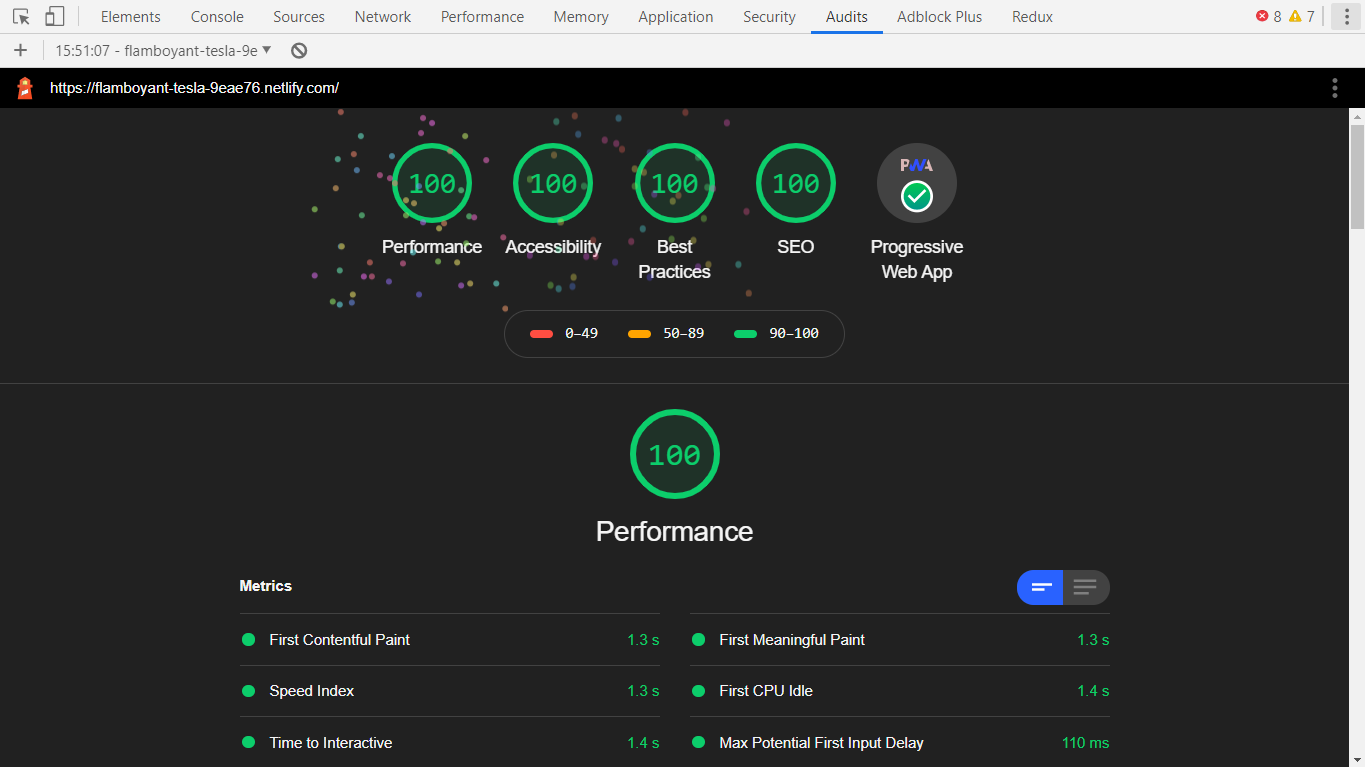 Elements Console Sources Network Performance Memory Application Security Audits Adblock Plus Redux 8 7
15:51:07 - flamboyant-tesla-9e
https://flamboyant-tesla-9eae76.netlify.com/
100 100 100 100 PWA
Performance Accessibility Best Practices SEO Progressive Web App
0–49 50–89 90–100
100
Performance
Metrics
First Contentful Paint 1.3 s First Meaningful Paint 1.3 s
Speed Index 1.3 s First CPU Idle 1.4 s
Time to Interactive 1.4 s Max Potential First Input Delay 110 ms